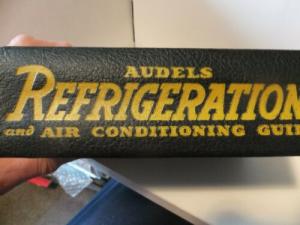 AUDELS
REFRIGERATION
and AIR CONDITIONING GUI